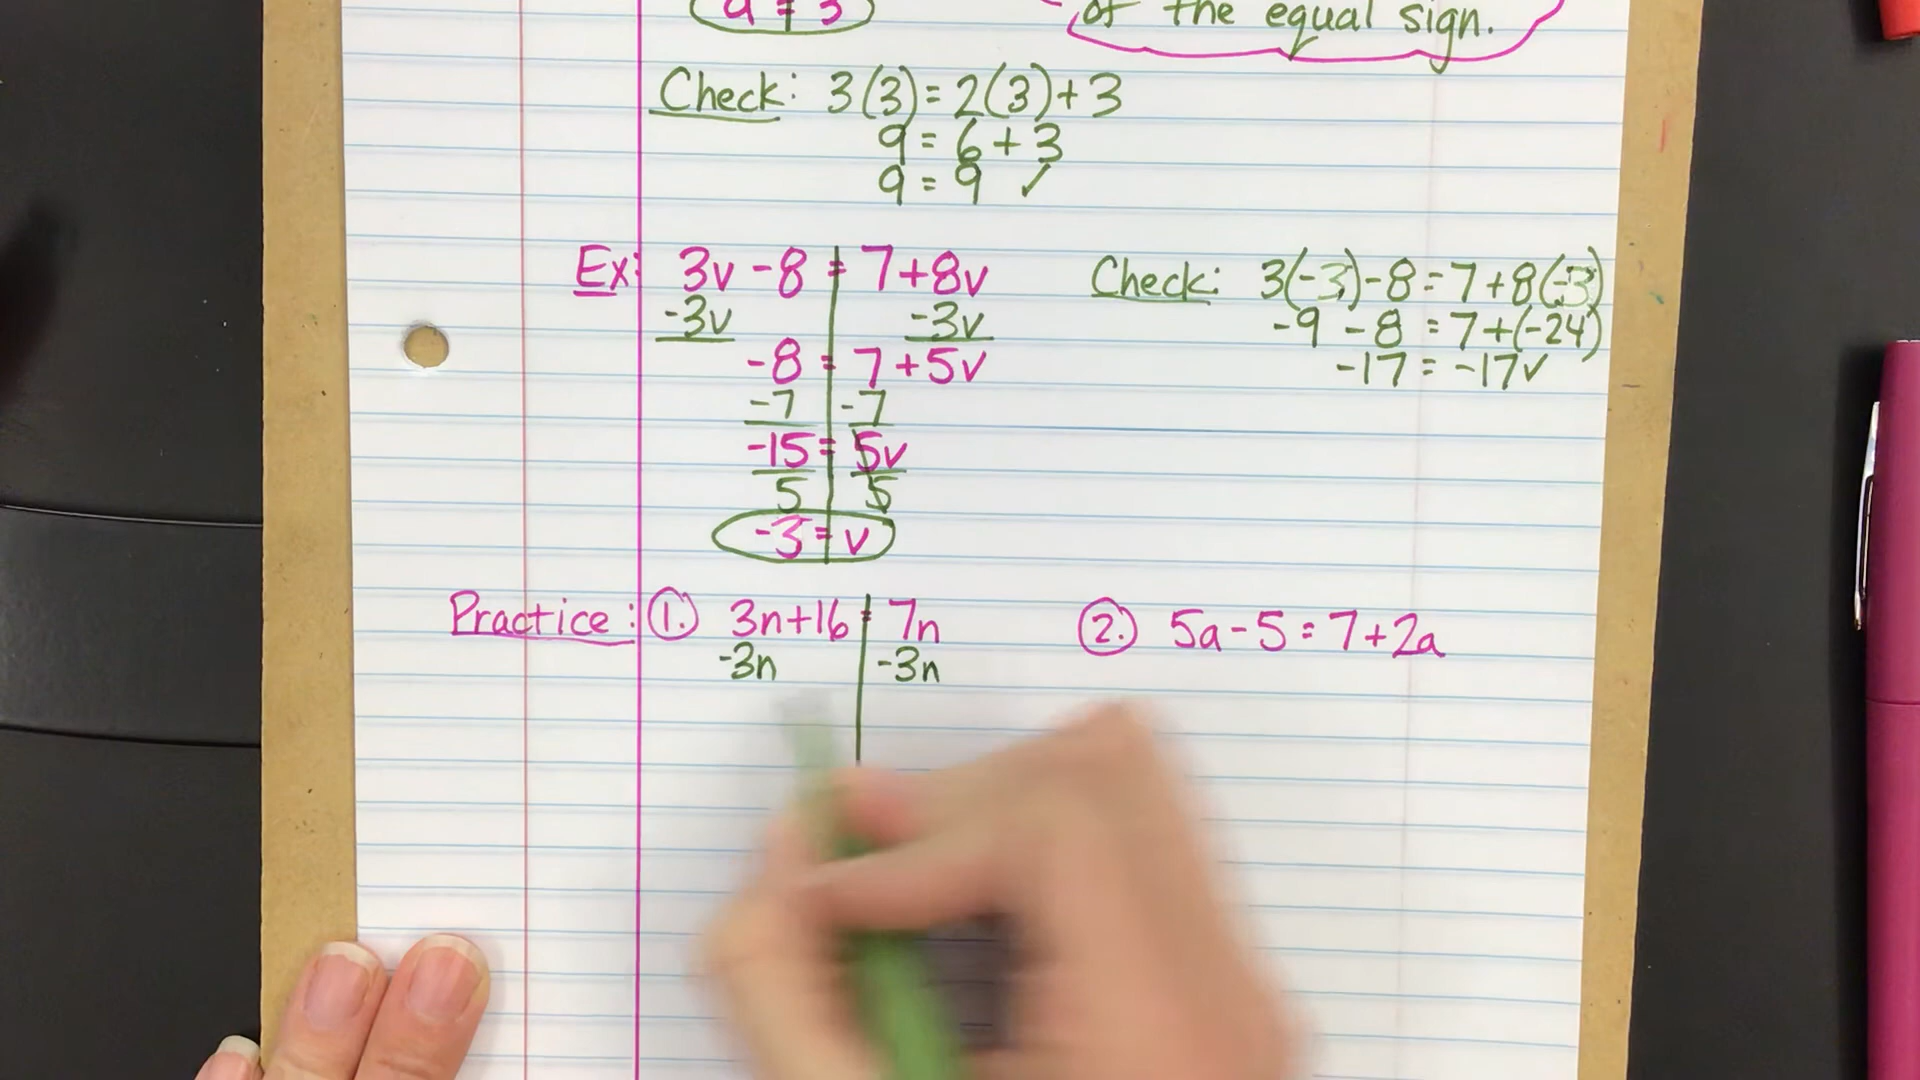 a = 3
of the equal sign.
Check: 3(3) = 2(3) + 3
9 = 6 + 3
9 = 9 ✓
Ex: 3v - 8 = 7 + 8v
-3v -3v
-8 = 7 + 5v
-7 -7
-15 = 5v
5 5
-3 = v
Check: 3(-3) - 8 = 7 + 8(-3)
-9 - 8 = 7 + (-24)
-17 = -17 ✓
Practice: 1. 3n + 16 = 7n
-3n -3n
2. 5a - 5 = 7 + 2a